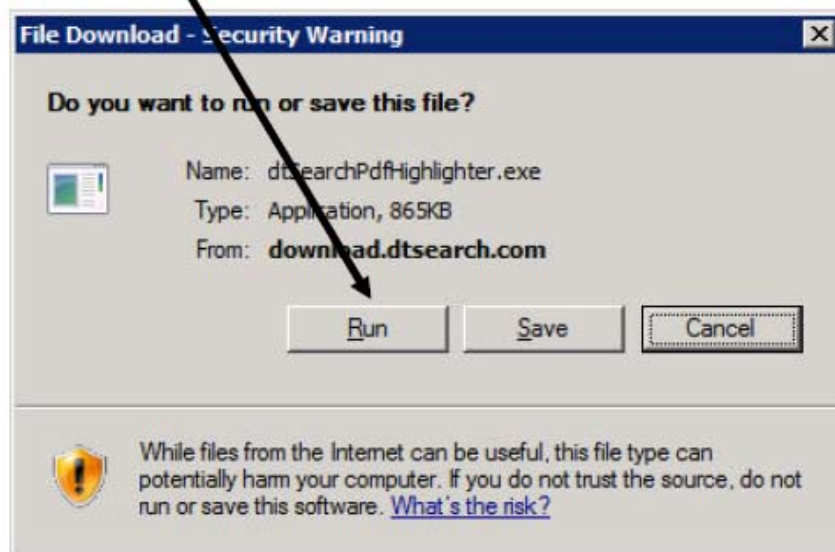 File Download - Security Warning
Do you want to run or save this file?
Name: dtSearchPdfHighlighter.exe
Type: Application, 865KB
From: download.dtsearch.com
Run Save Cancel
While files from the Internet can be useful, this file type can
potentially harm your computer. If you do not trust the source, do not
run or save this software. What's the risk?